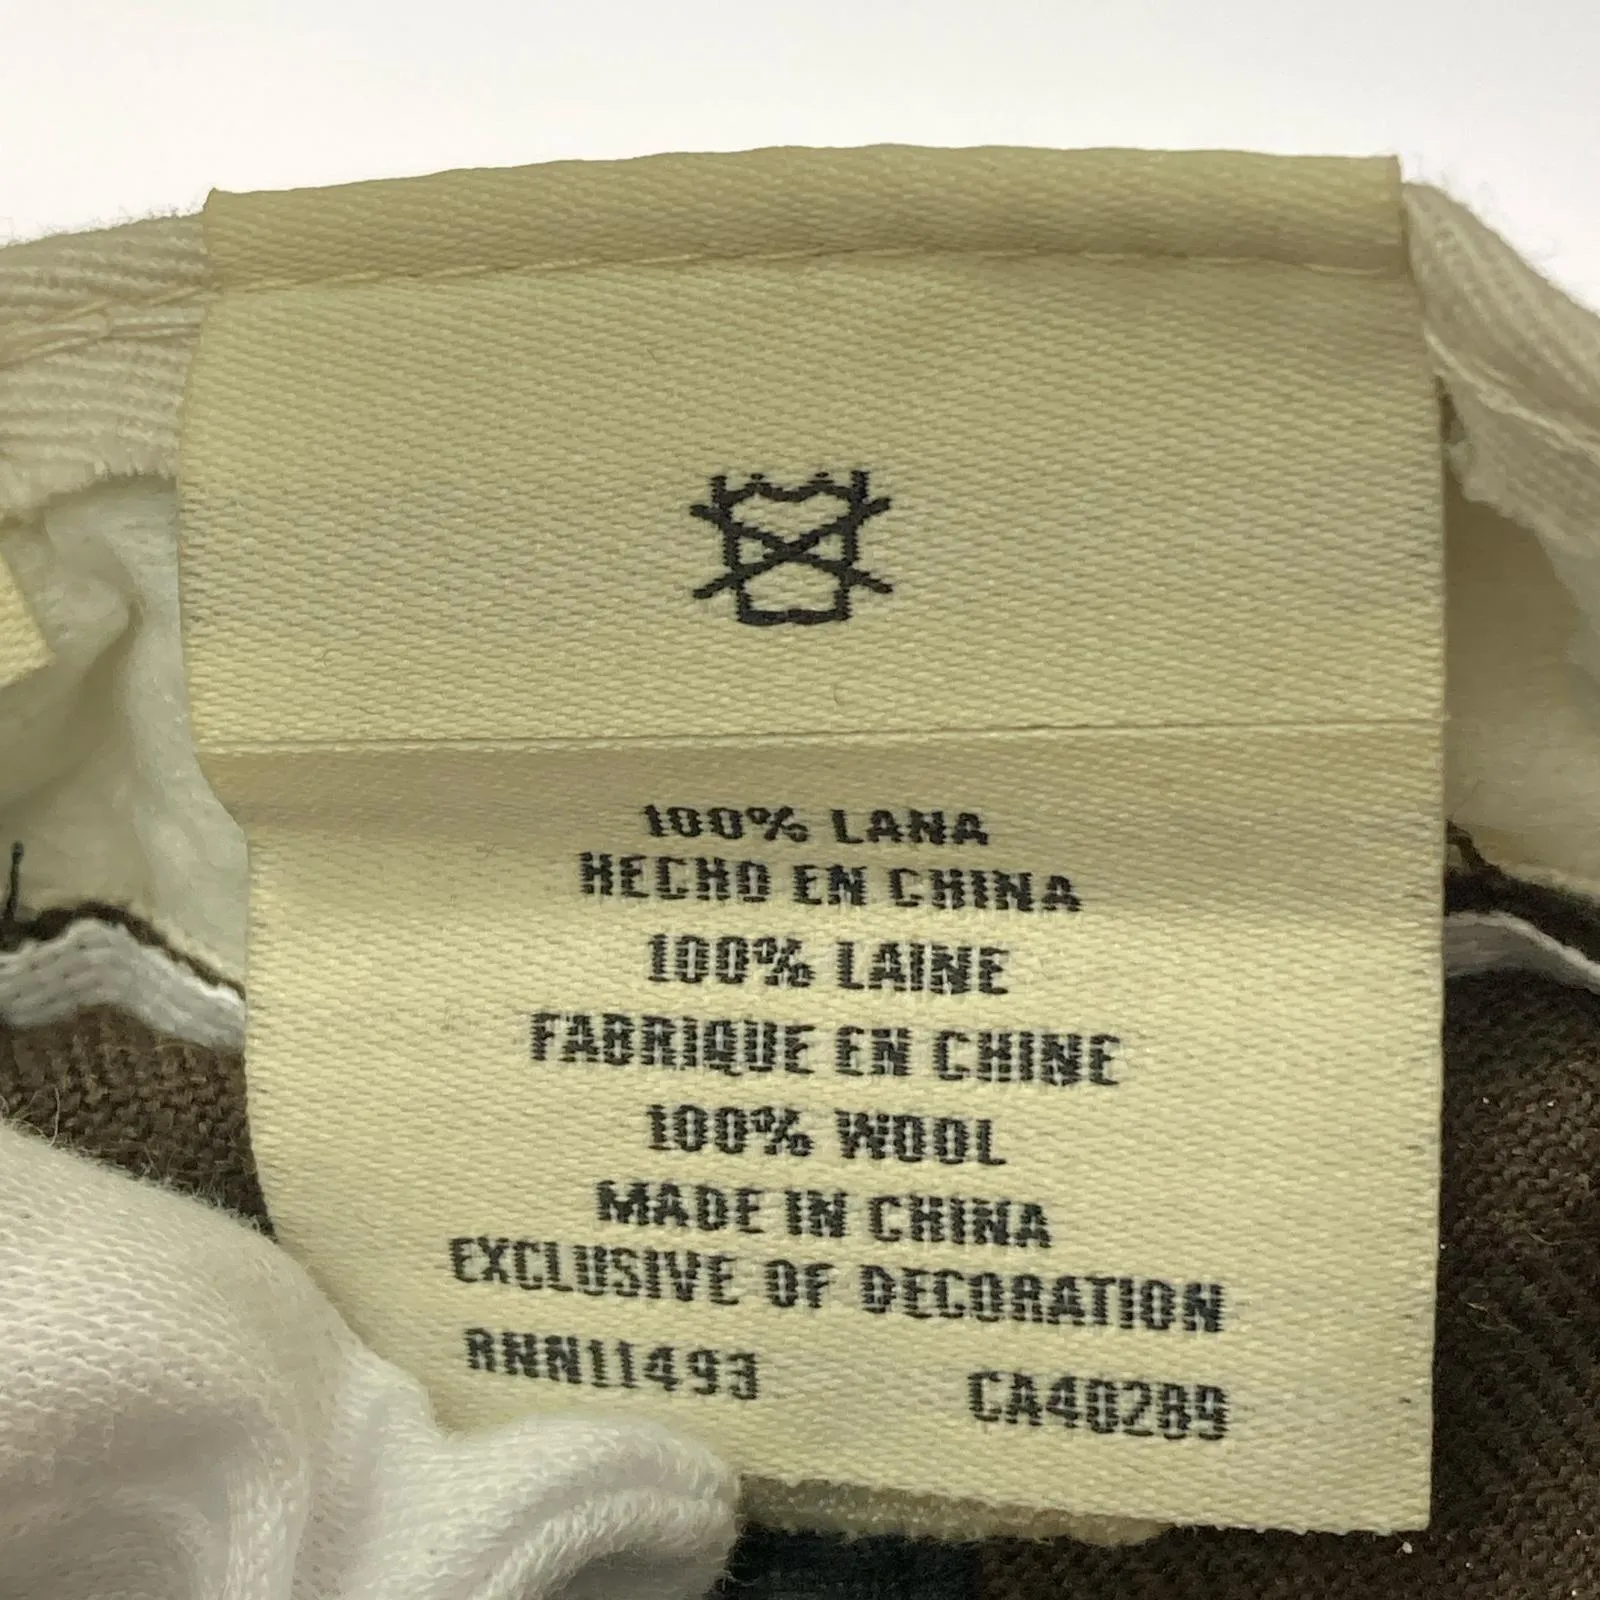 100% LANA
HECHO EN CHINA
100% LAINE
FABRIQUE EN CHINE
100% WOOL
MADE IN CHINA
EXCLUSIVE OF DECORATION
RNN11493
CA40289